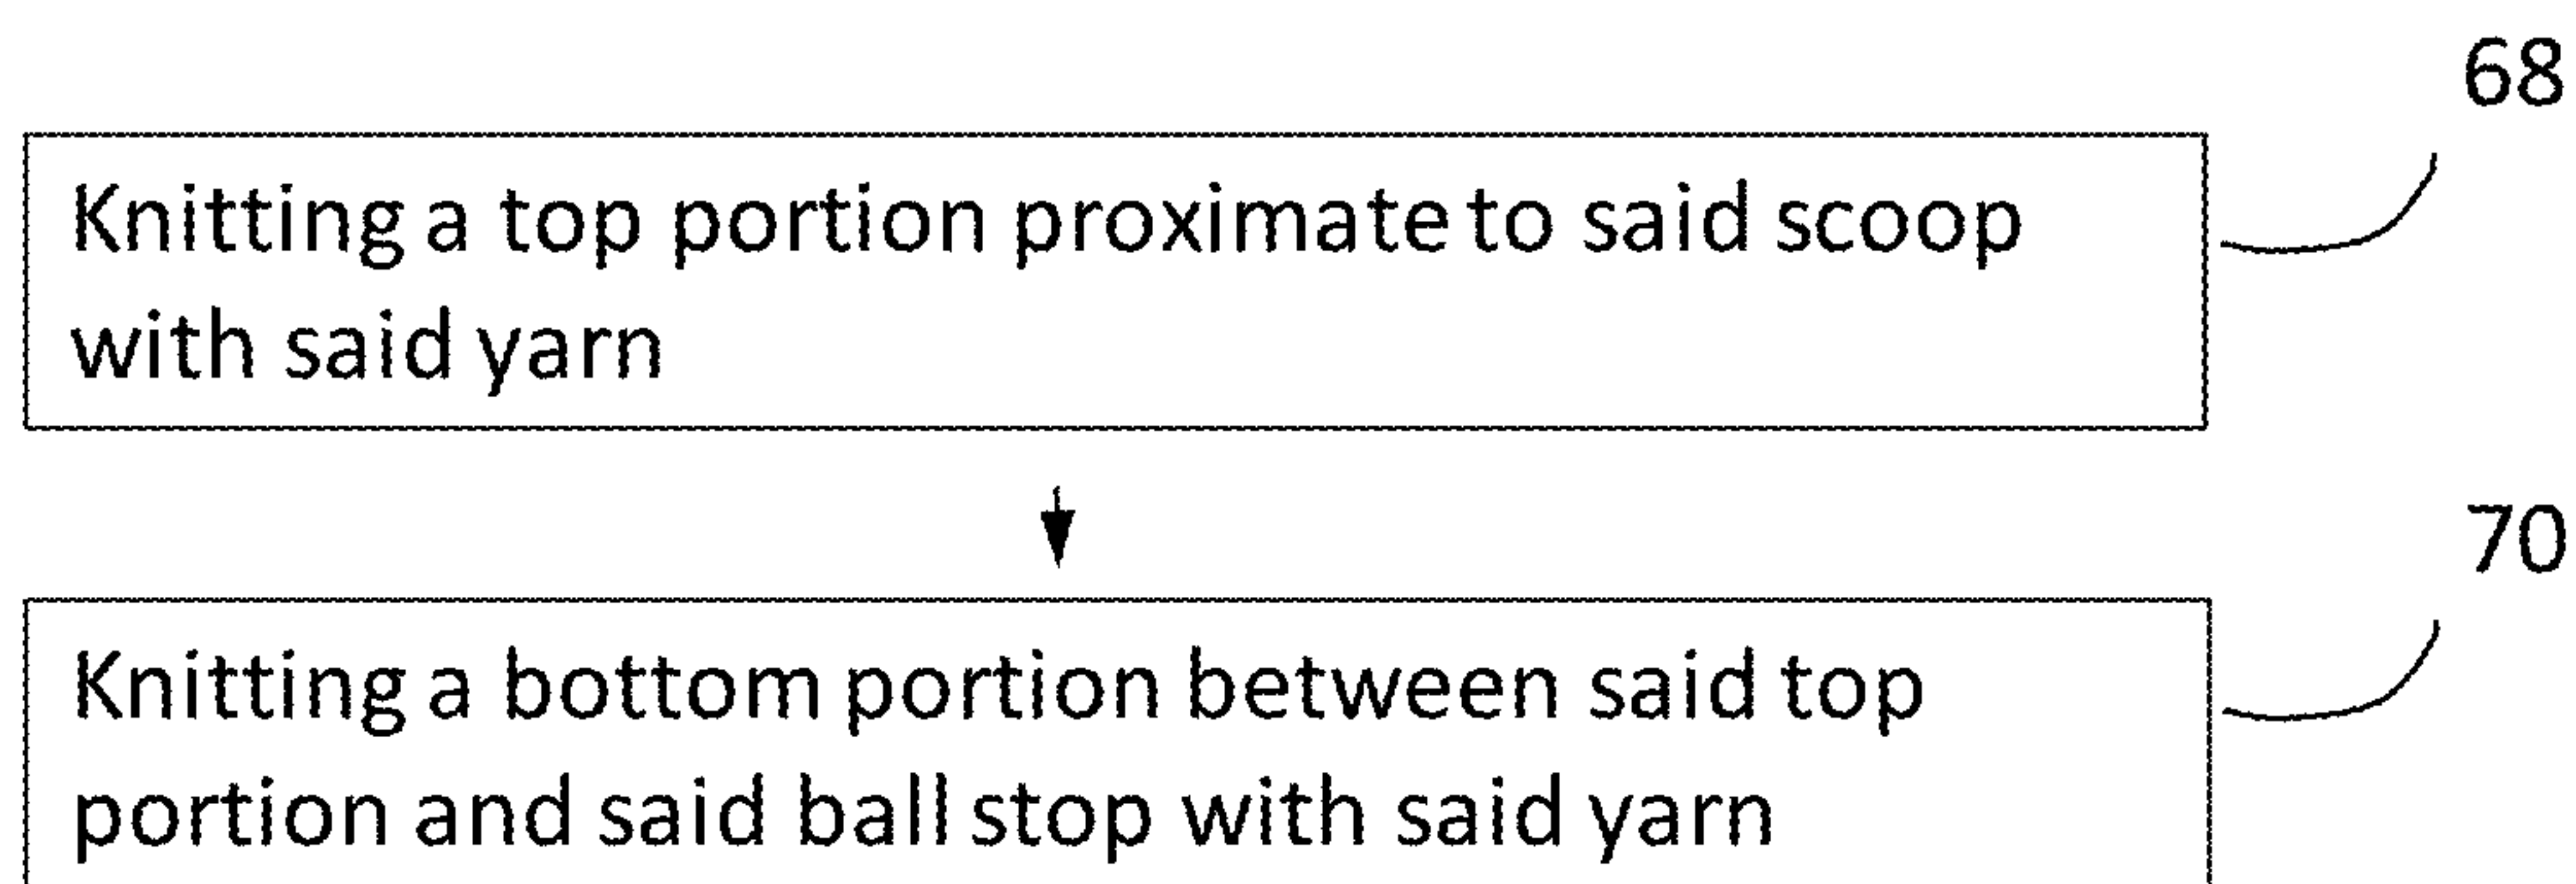 68
Knitting a top portion proximate to said scoop
with said yarn
70
Knitting a bottom portion between said top
portion and said ball stop with said yarn